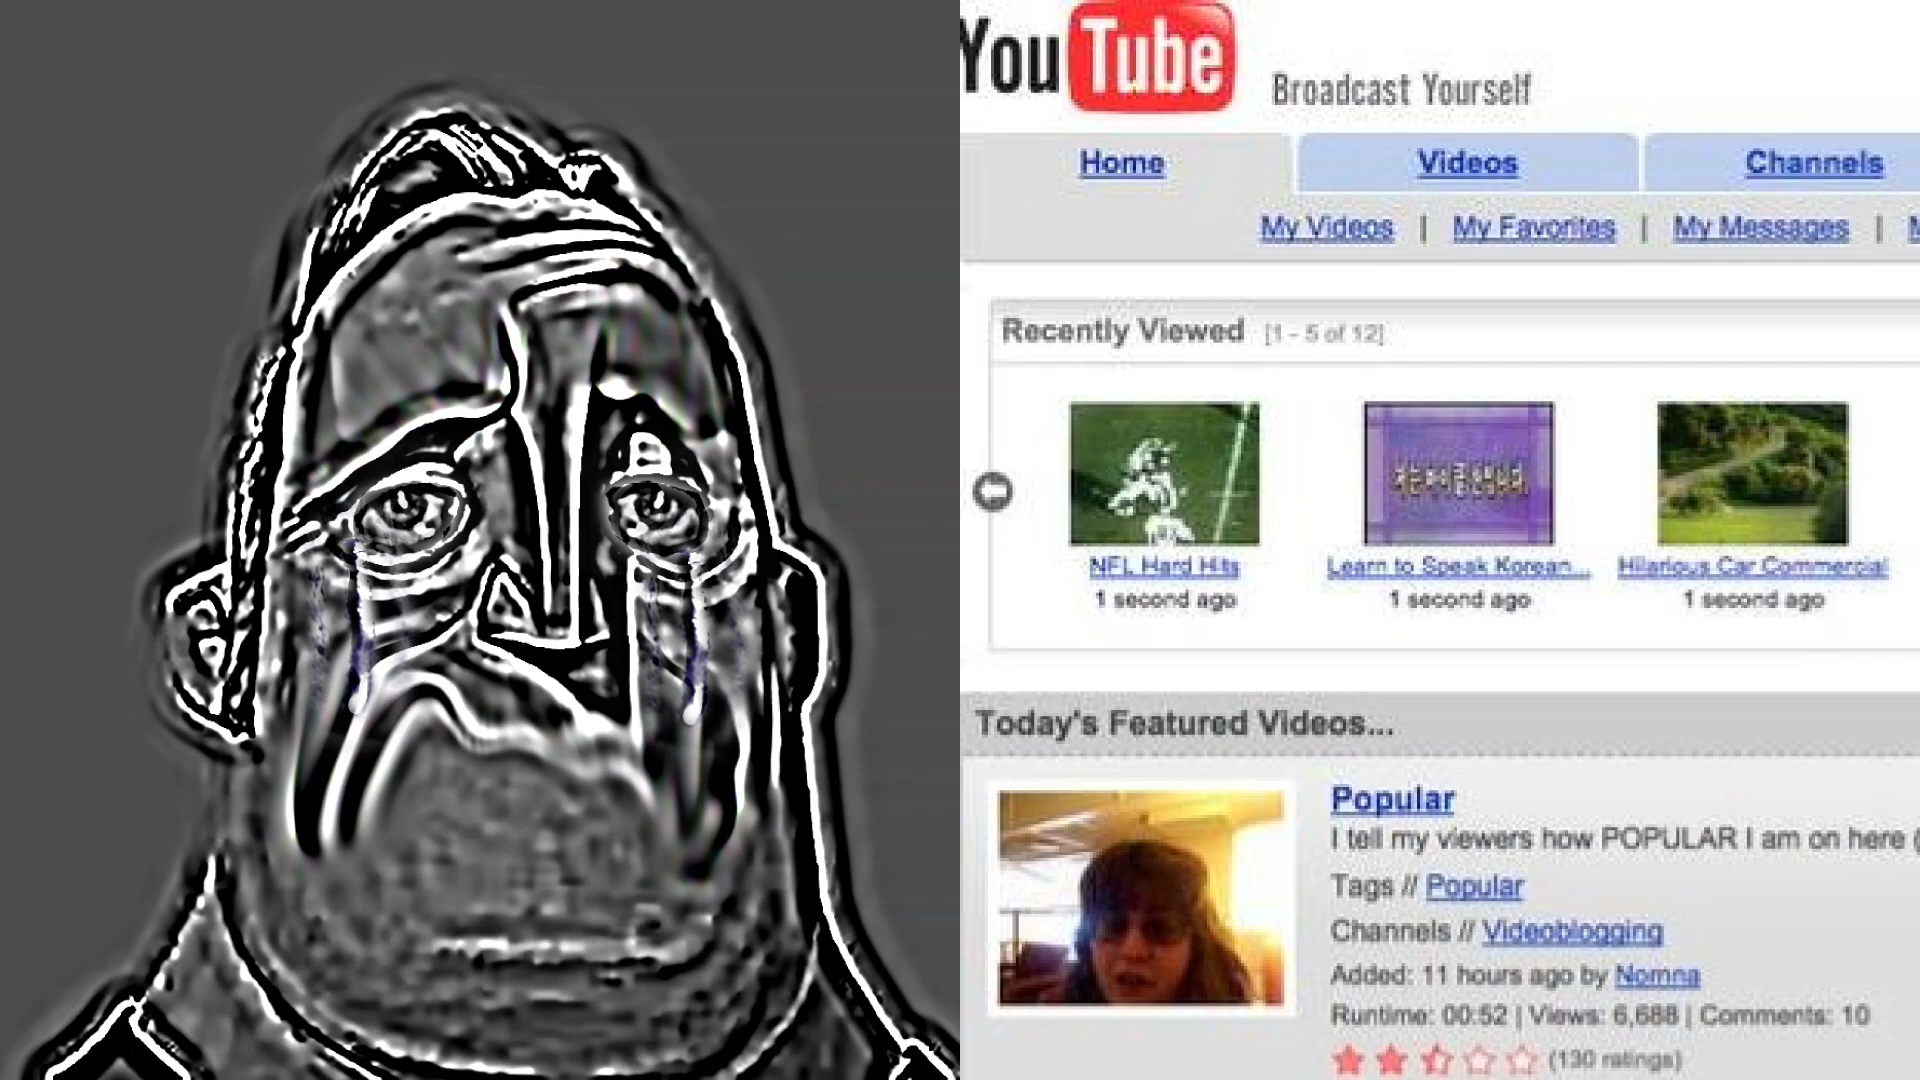 YouTube
Broadcast Yourself
Home
Videos
Channels
My Videos | My Favorites | My Messages |
Recently Viewed [1 - 5 of 12]
NFL Hard Hits
Learn to Speak Korean...
Hilarious Car Commercial
1 second ago
1 second ago
1 second ago
Today's Featured Videos...
Popular
I tell my viewers how POPULAR I am on here
Tags // Popular
Channels // Videoblogging
Added: 11 hours ago by Nomna
Runtime: 00:52 | Views: 6,688 | Comments: 10
(130 ratings)